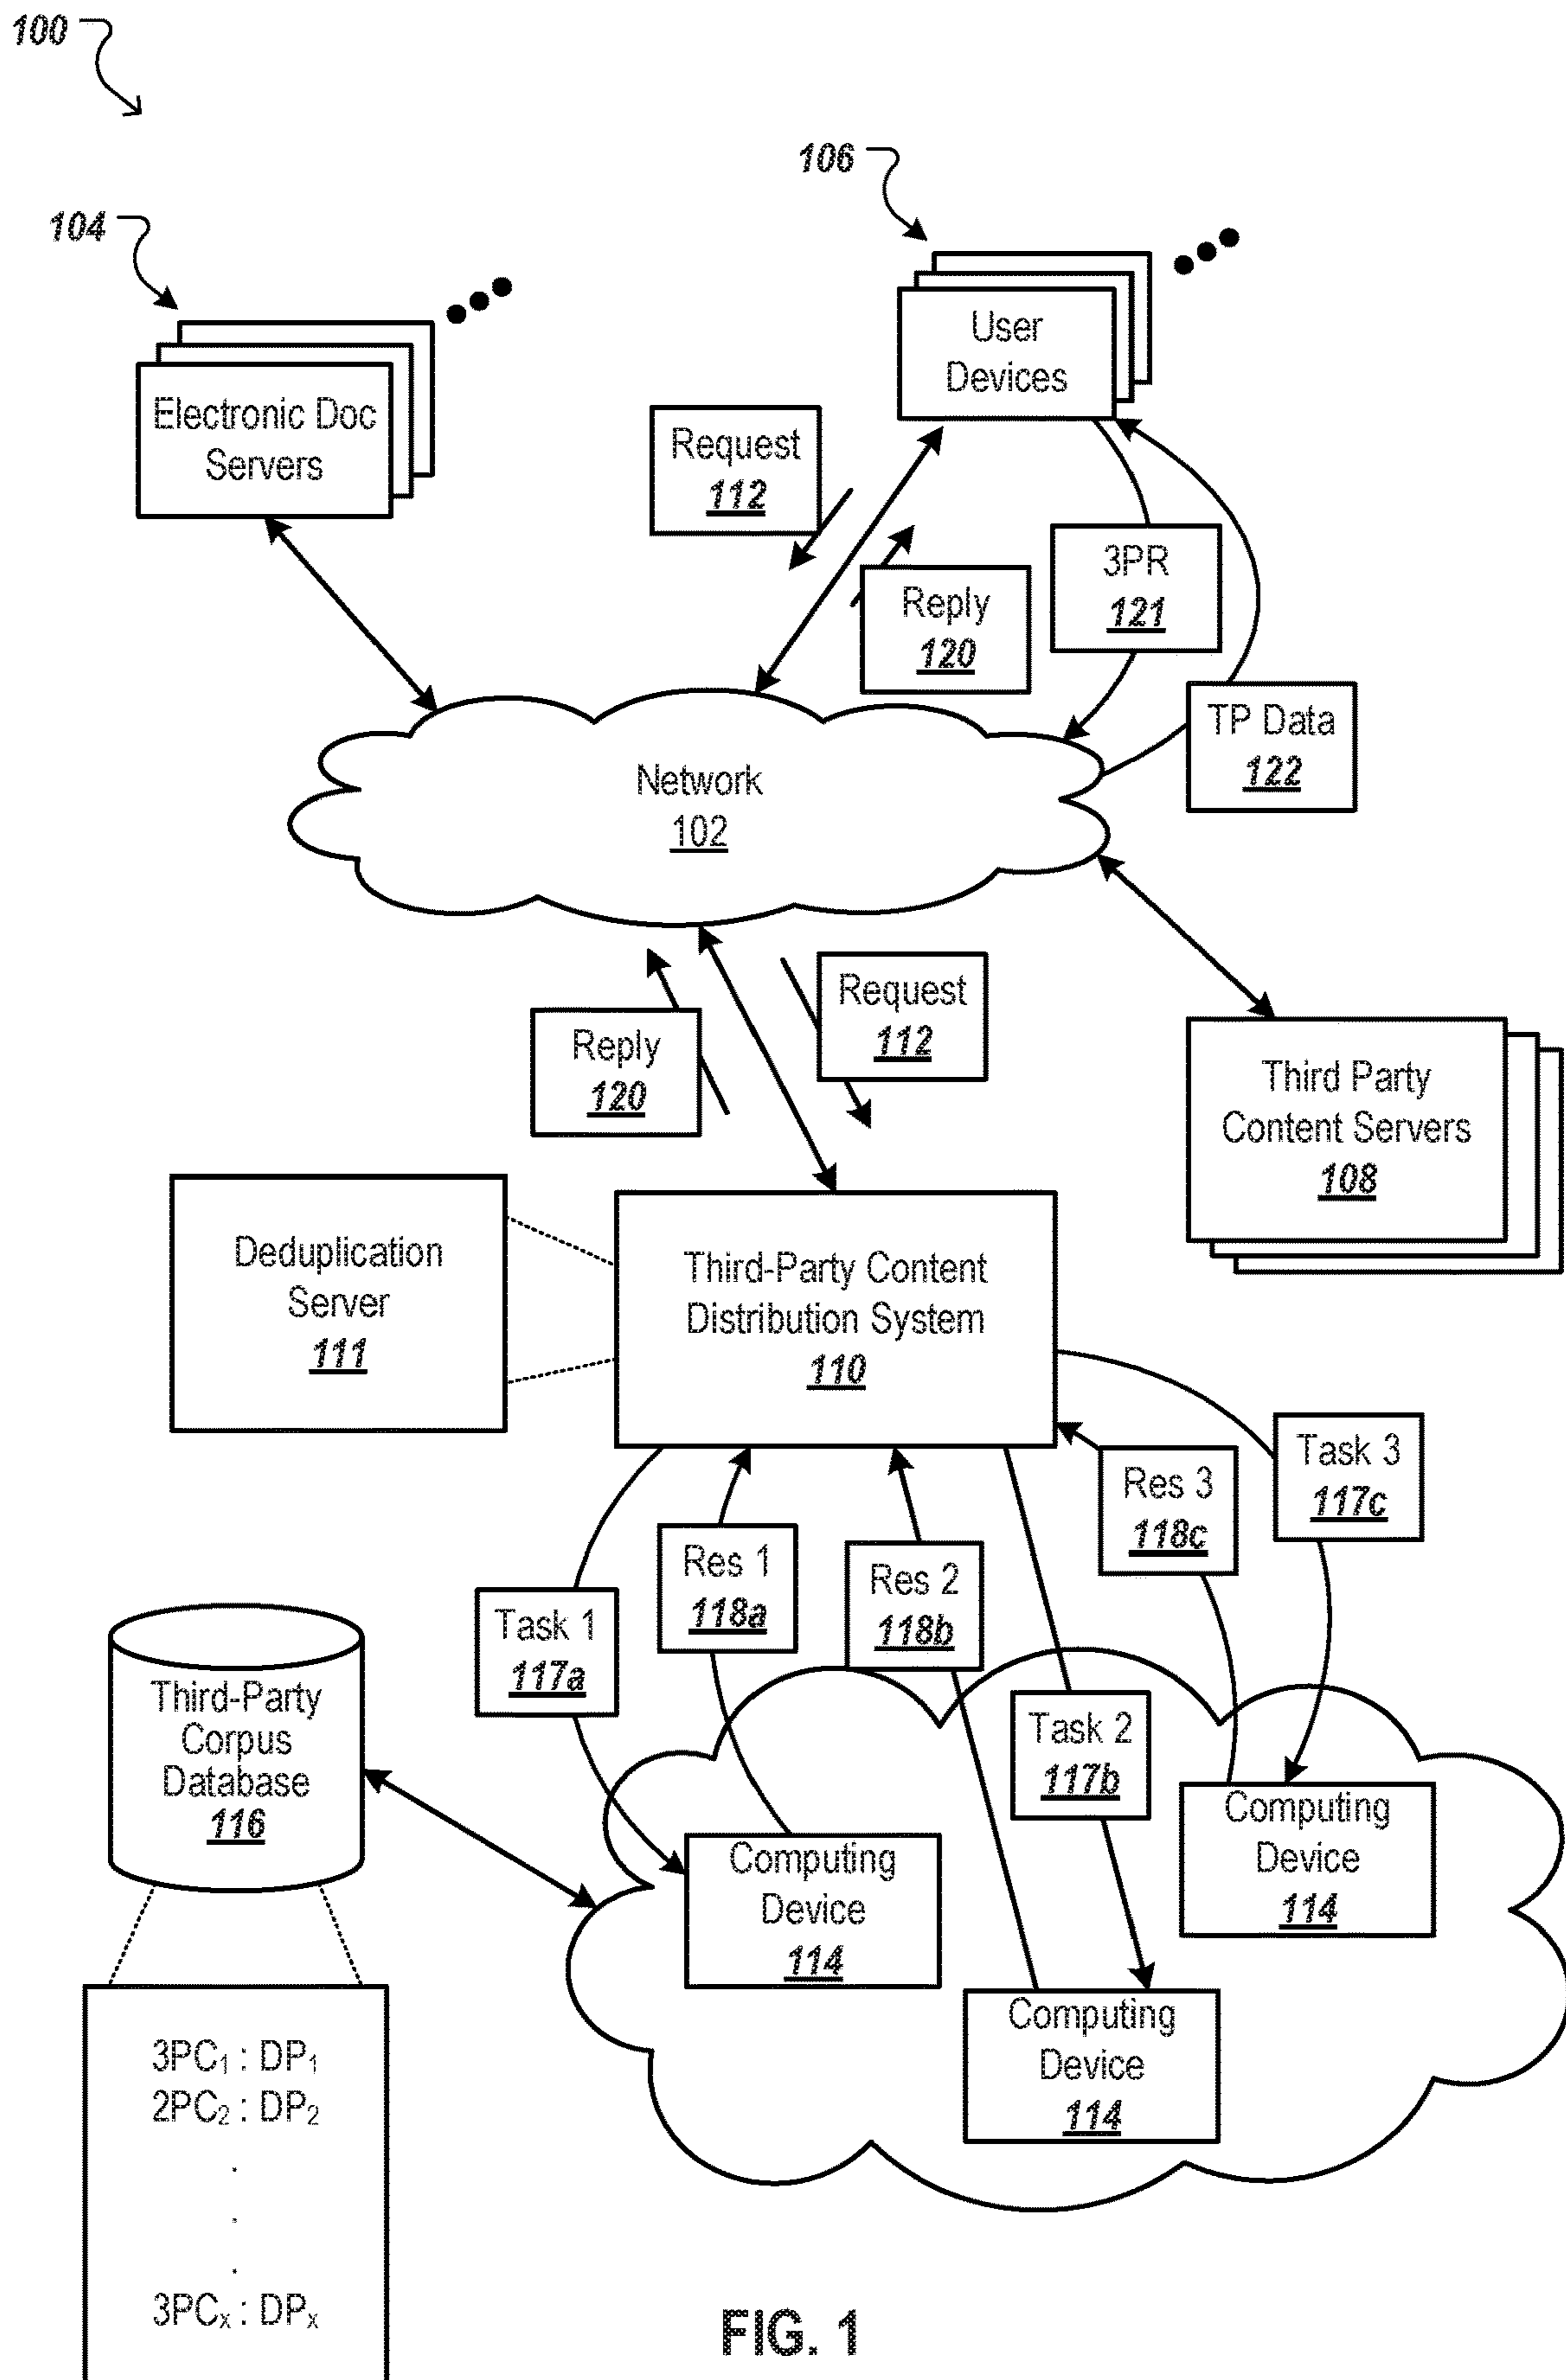 100
106
104
User
Devices
Electronic Doc
Servers
Request
112
3PR
121
Reply
120
TP Data
122
Network
102
Request
112
Reply
120
Third Party
Content Servers
108
Deduplication
Server
111
Third-Party Content
Distribution System
110
Task 3
117c
Res 3
118c
Res 1
118a
Res 2
118b
Task 1
117a
Third-Party
Corpus
Database
116
Task 2
117b
Computing
Device
114
Computing
Device
114
Computing
Device
114
3PC₁ : DP₁
2PC₂ : DP₂
.
.
.
3PCₓ : DPₓ
FIG. 1